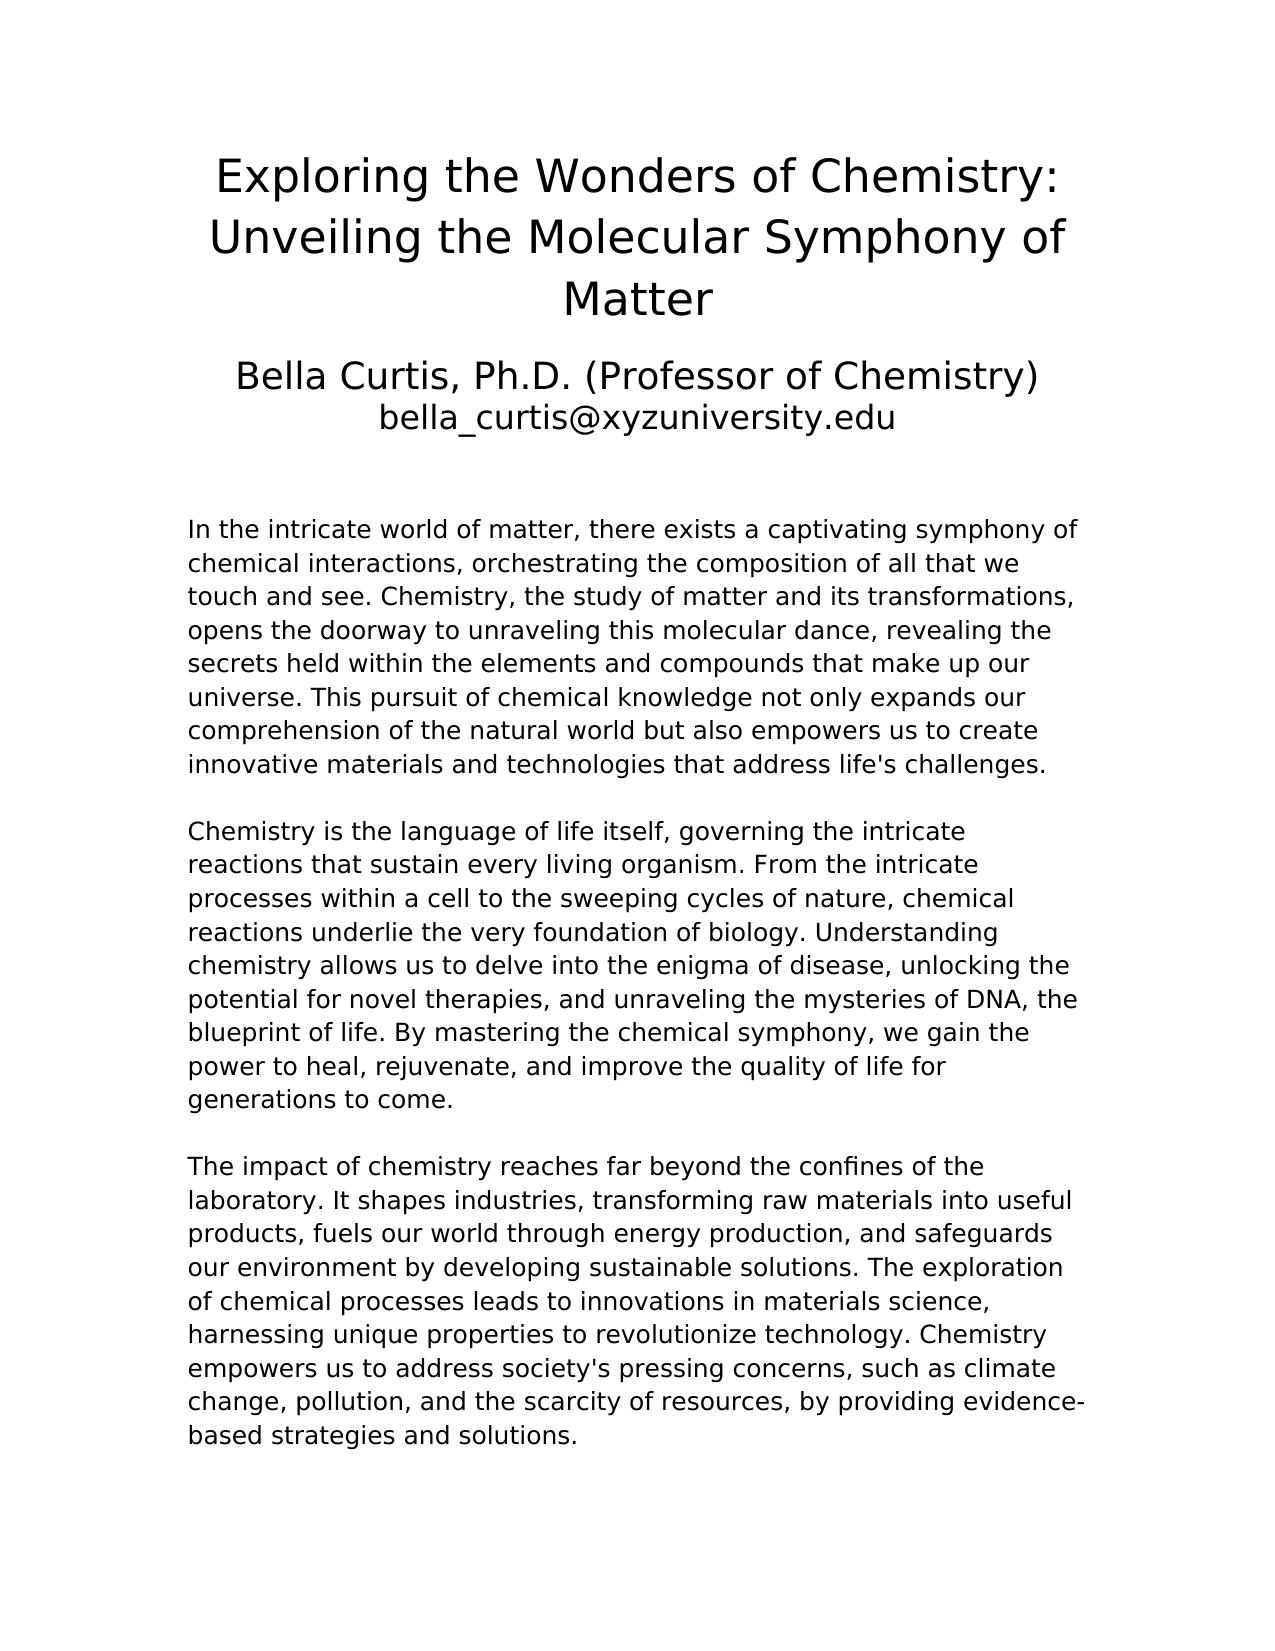 Exploring the Wonders of Chemistry:
Unveiling the Molecular Symphony of
Matter
Bella Curtis, Ph.D. (Professor of Chemistry)
bella_curtis@xyzuniversity.edu
In the intricate world of matter, there exists a captivating symphony of
chemical interactions, orchestrating the composition of all that we
touch and see. Chemistry, the study of matter and its transformations,
opens the doorway to unraveling this molecular dance, revealing the
secrets held within the elements and compounds that make up our
universe. This pursuit of chemical knowledge not only expands our
comprehension of the natural world but also empowers us to create
innovative materials and technologies that address life's challenges.
Chemistry is the language of life itself, governing the intricate
reactions that sustain every living organism. From the intricate
processes within a cell to the sweeping cycles of nature, chemical
reactions underlie the very foundation of biology. Understanding
chemistry allows us to delve into the enigma of disease, unlocking the
potential for novel therapies, and unraveling the mysteries of DNA, the
blueprint of life. By mastering the chemical symphony, we gain the
power to heal, rejuvenate, and improve the quality of life for
generations to come.
The impact of chemistry reaches far beyond the confines of the
laboratory. It shapes industries, transforming raw materials into useful
products, fuels our world through energy production, and safeguards
our environment by developing sustainable solutions. The exploration
of chemical processes leads to innovations in materials science,
harnessing unique properties to revolutionize technology. Chemistry
empowers us to address society's pressing concerns, such as climate
change, pollution, and the scarcity of resources, by providing evidence-
based strategies and solutions.